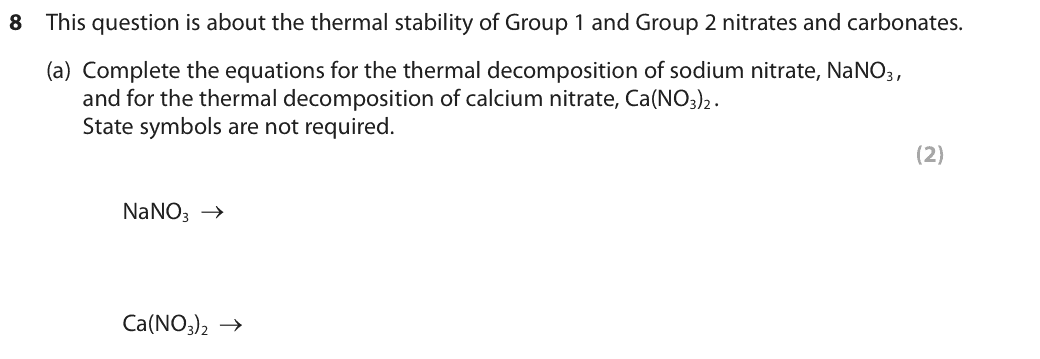 8 This question is about the thermal stability of Group 1 and Group 2 nitrates and carbonates.
(a) Complete the equations for the thermal decomposition of sodium nitrate, NaNO₃,
and for the thermal decomposition of calcium nitrate, Ca(NO₃)₂.
State symbols are not required.
(2)
NaNO₃ →
Ca(NO₃)₂ →